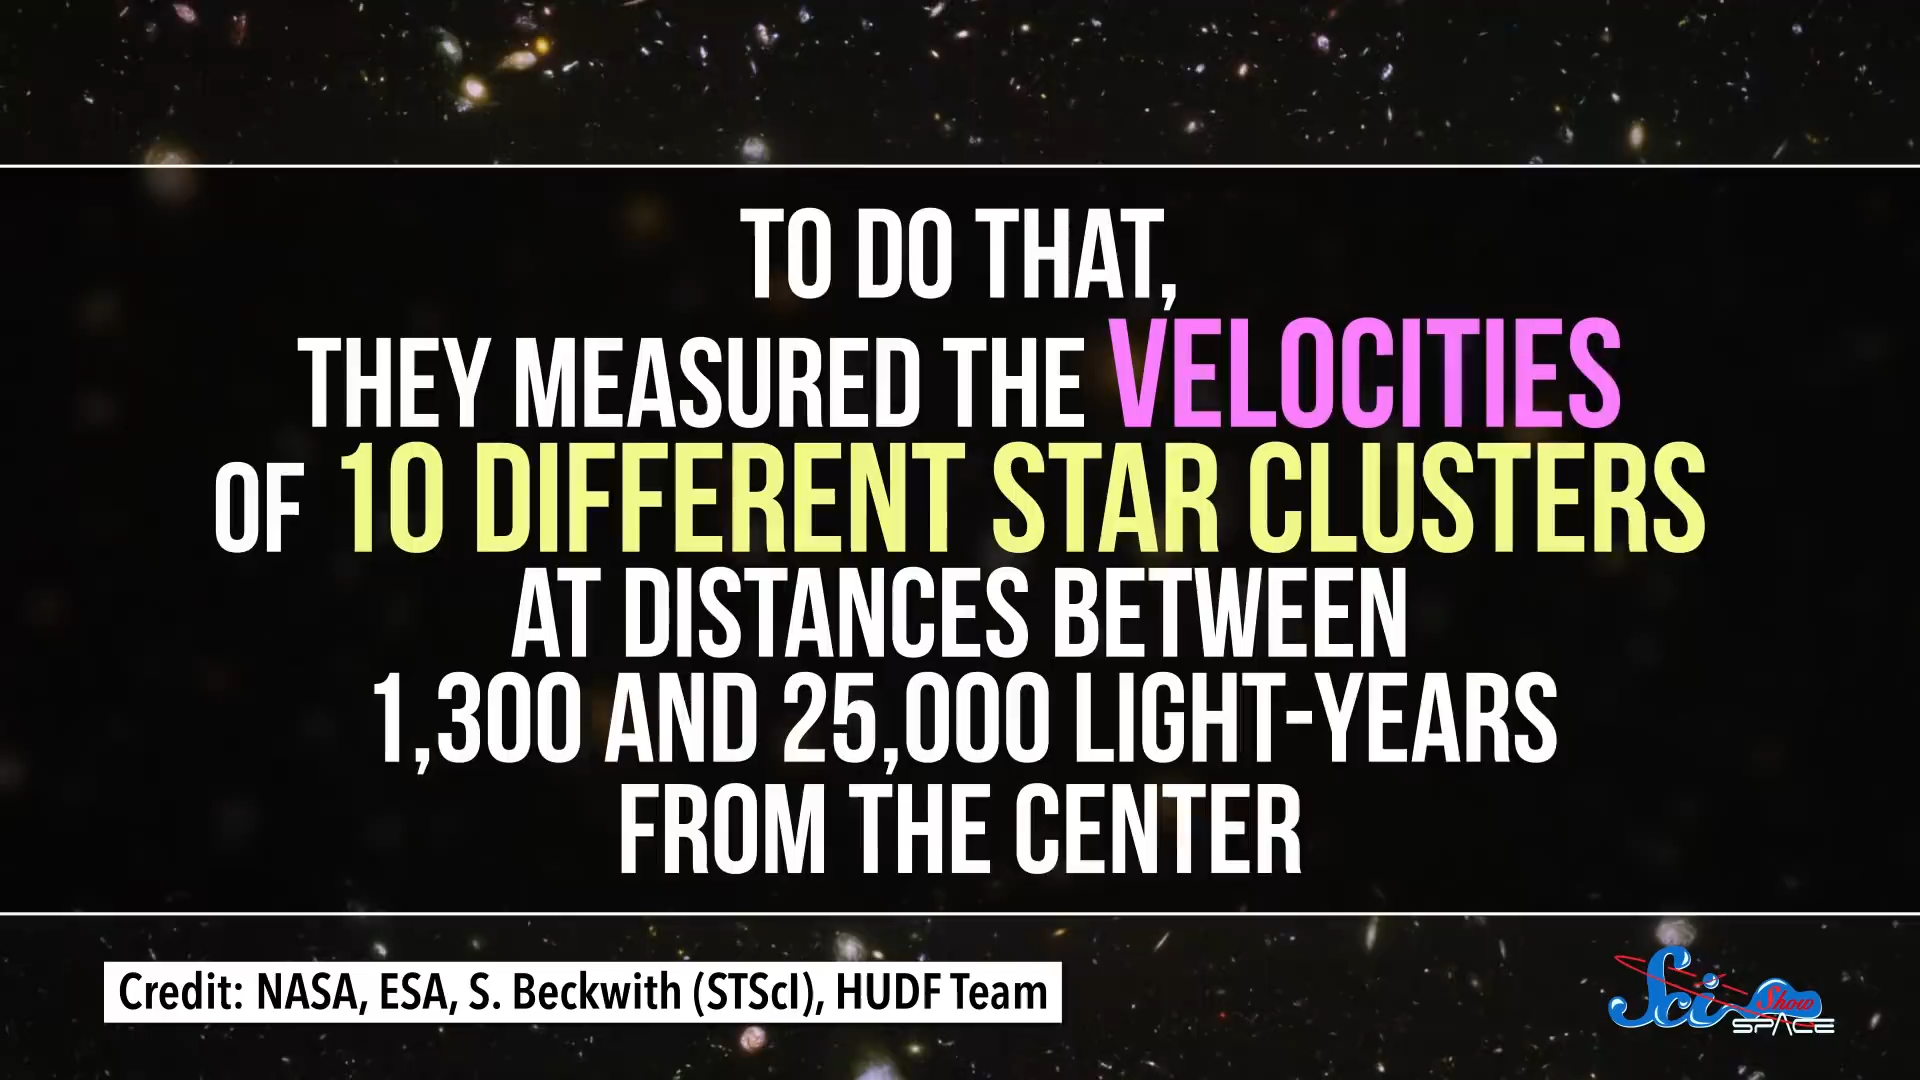 TO DO THAT,
THEY MEASURED THE VELOCITIES
OF 10 DIFFERENT STAR CLUSTERS
AT DISTANCES BETWEEN
1,300 AND 25,000 LIGHT-YEARS
FROM THE CENTER
Credit: NASA, ESA, S. Beckwith (STScI), HUDF Team
Sci Show
SPACE